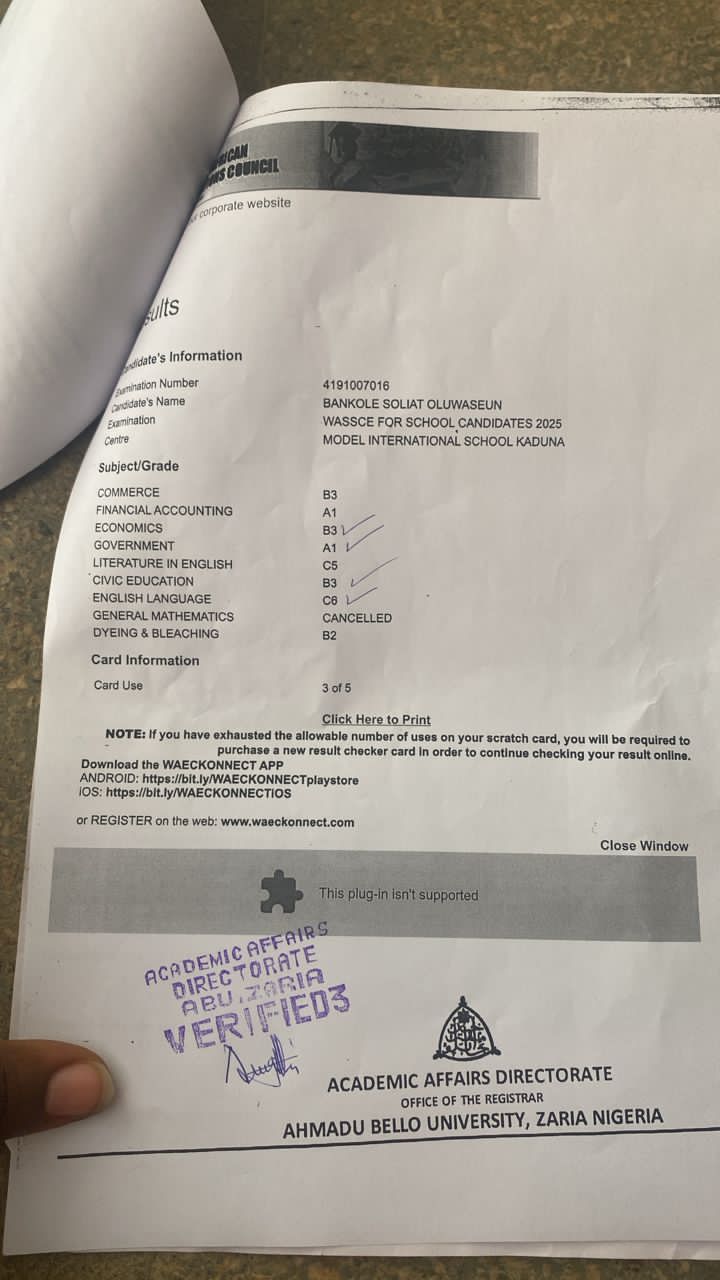 RICAN
NS COUNCIL
corporate website
sults
andidate's Information
Examination Number 4191007016
Candidate's Name BANKOLE SOLIAT OLUWASEUN
Examination WASSCE FOR SCHOOL CANDIDATES 2025
Centre MODEL INTERNATIONAL SCHOOL KADUNA
Subject/Grade
COMMERCE B3
FINANCIAL ACCOUNTING A1
ECONOMICS B3
GOVERNMENT A1
LITERATURE IN ENGLISH C5
CIVIC EDUCATION B3
ENGLISH LANGUAGE C6
GENERAL MATHEMATICS CANCELLED
DYEING & BLEACHING B2
Card Information
Card Use 3 of 5
Click Here to Print
NOTE: If you have exhausted the allowable number of uses on your scratch card, you will be required to
purchase a new result checker card in order to continue checking your result online.
Download the WAECKONNECT APP
ANDROID: https://bit.ly/WAECKONNECTplaystore
iOS: https://bit.ly/WAECKONNECTIOS
or REGISTER on the web: www.waeckonnect.com
Close Window
This plug-in isn't supported
ACADEMIC AFFAIRS
DIRECTORATE
ABU, ZARIA
VERIFIED3
ACADEMIC AFFAIRS DIRECTORATE
OFFICE OF THE REGISTRAR
AHMADU BELLO UNIVERSITY, ZARIA NIGERIA